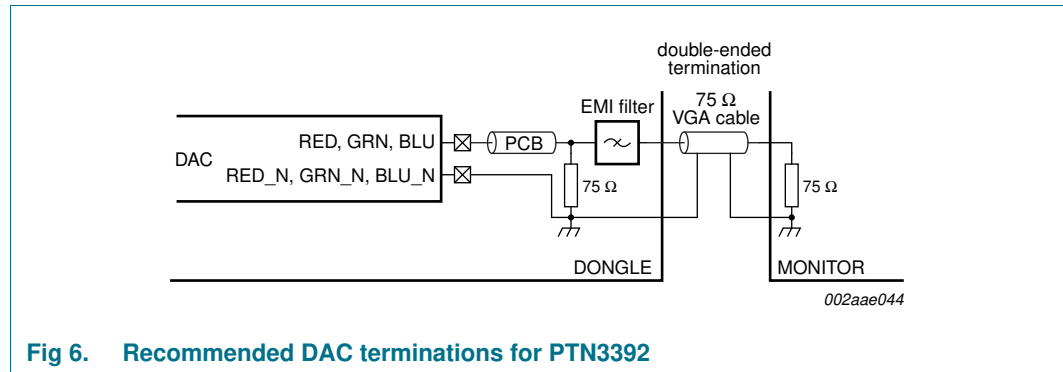 double-ended
termination
EMI filter
75 Ω
VGA cable
DAC
RED, GRN, BLU
PCB
RED_N, GRN_N, BLU_N
75 Ω
75 Ω
DONGLE
MONITOR
002aae044
Fig 6. Recommended DAC terminations for PTN3392